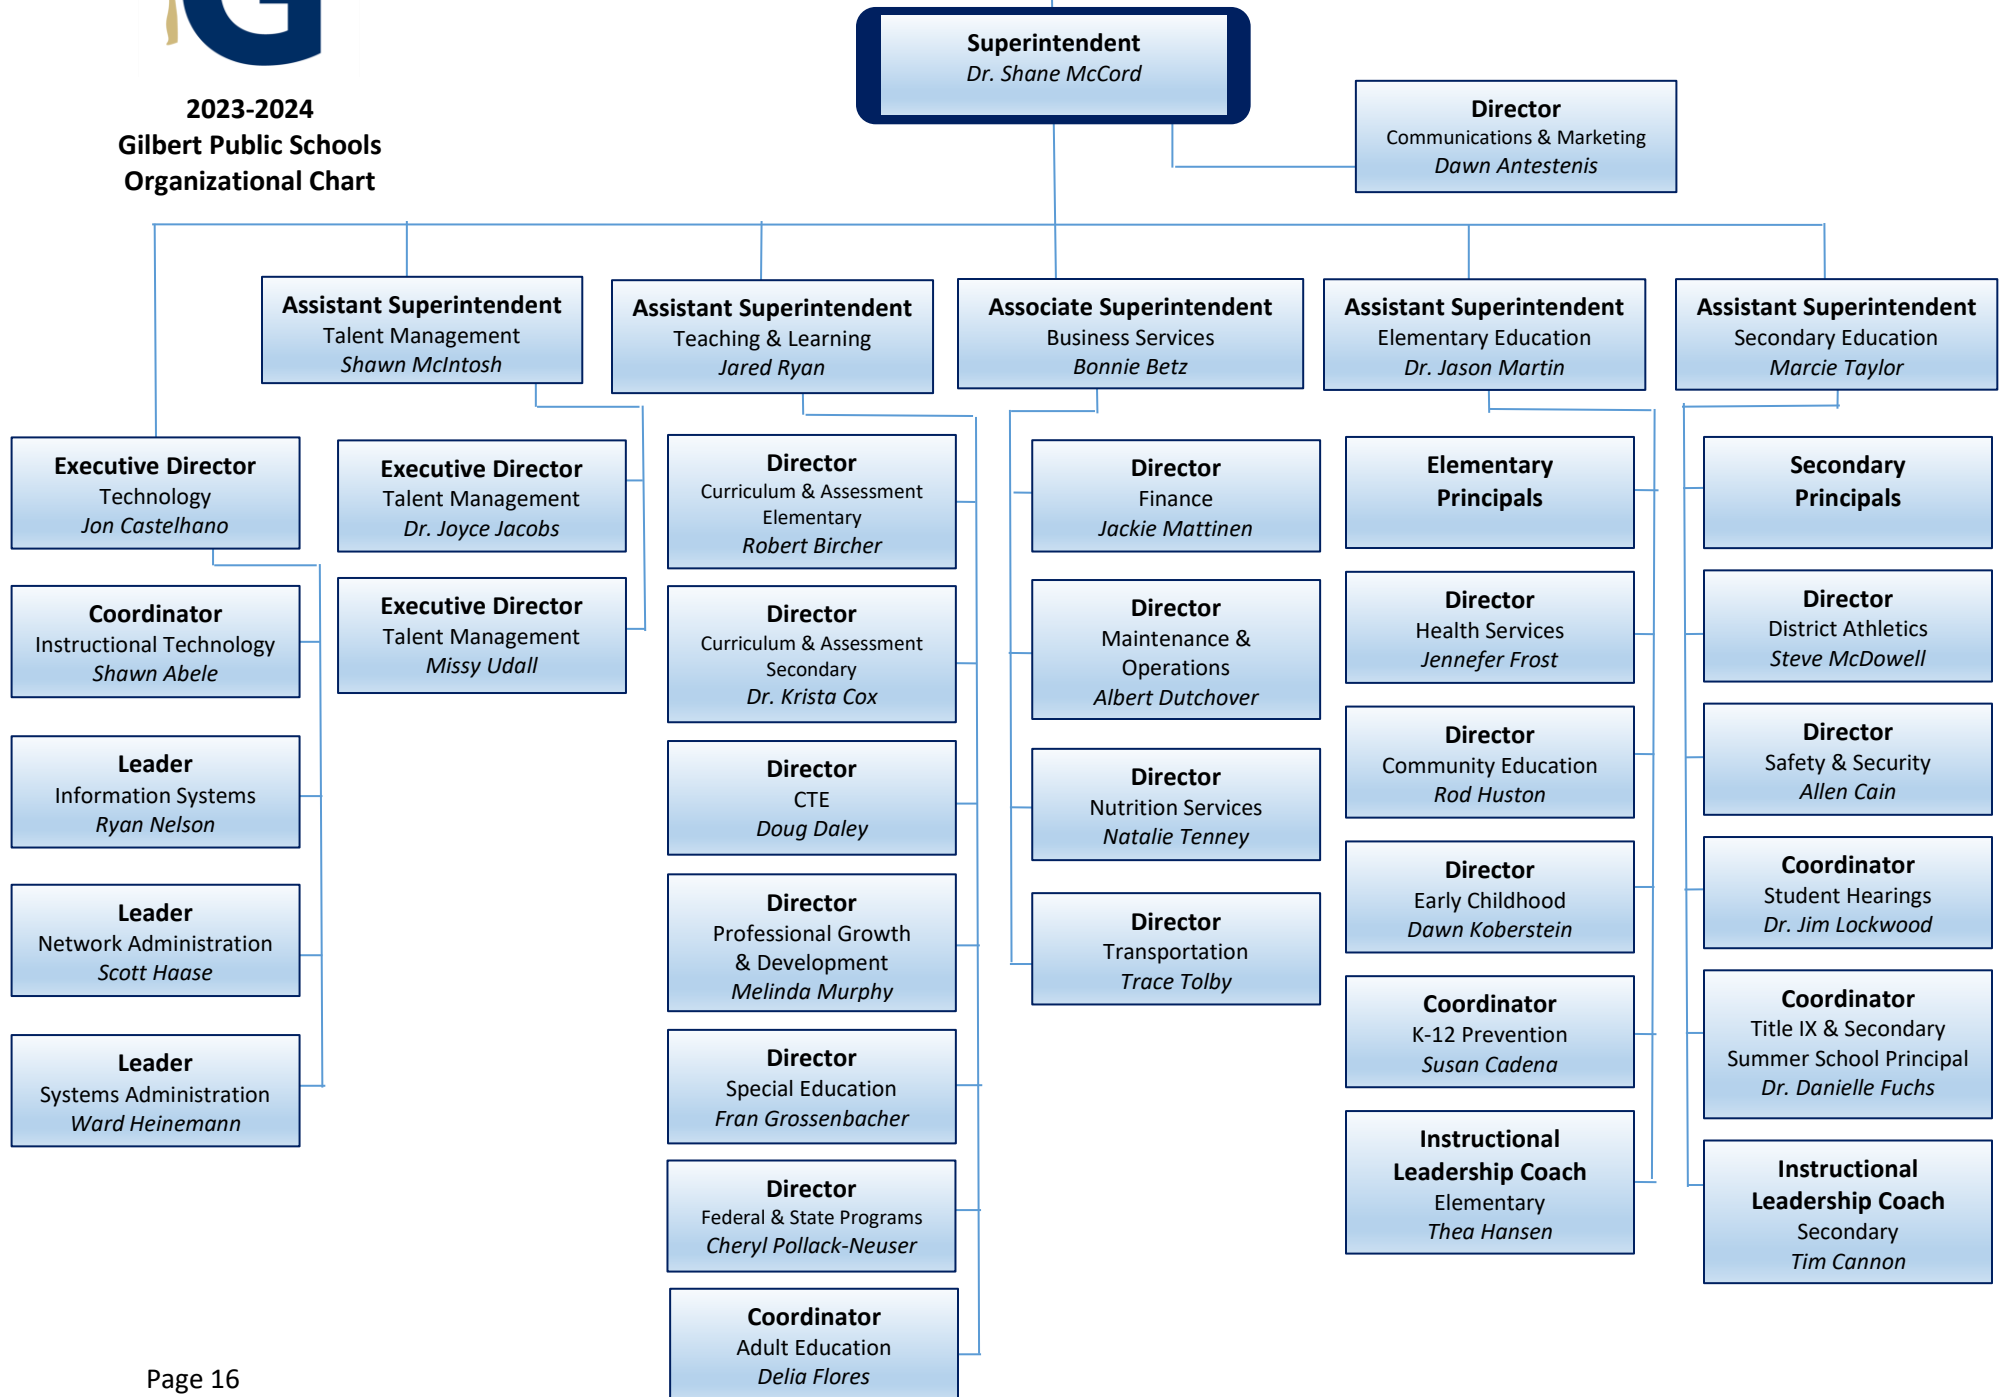 G
2023-2024
Gilbert Public Schools
Organizational Chart
Superintendent
Dr. Shane McCord
Director
Communications & Marketing
Dawn Antestenis
Assistant Superintendent
Talent Management
Shawn McIntosh
Assistant Superintendent
Teaching & Learning
Jared Ryan
Associate Superintendent
Business Services
Bonnie Betz
Assistant Superintendent
Elementary Education
Dr. Jason Martin
Assistant Superintendent
Secondary Education
Marcie Taylor
Executive Director
Technology
Jon Castelhano
Coordinator
Instructional Technology
Shawn Abele
Leader
Information Systems
Ryan Nelson
Leader
Network Administration
Scott Haase
Leader
Systems Administration
Ward Heinemann
Executive Director
Talent Management
Dr. Joyce Jacobs
Executive Director
Talent Management
Missy Udall
Director
Curriculum & Assessment
Elementary
Robert Bircher
Director
Curriculum & Assessment
Secondary
Dr. Krista Cox
Director
CTE
Doug Daley
Director
Professional Growth
& Development
Melinda Murphy
Director
Special Education
Fran Grossenbacher
Director
Federal & State Programs
Cheryl Pollack-Neuser
Coordinator
Adult Education
Delia Flores
Director
Finance
Jackie Mattinen
Director
Maintenance &
Operations
Albert Dutchover
Director
Nutrition Services
Natalie Tenney
Director
Transportation
Trace Tolby
Elementary
Principals
Director
Health Services
Jennefer Frost
Director
Community Education
Rod Huston
Director
Early Childhood
Dawn Koberstein
Coordinator
K-12 Prevention
Susan Cadena
Instructional
Leadership Coach
Elementary
Thea Hansen
Secondary
Principals
Director
District Athletics
Steve McDowell
Director
Safety & Security
Allen Cain
Coordinator
Student Hearings
Dr. Jim Lockwood
Coordinator
Title IX & Secondary
Summer School Principal
Dr. Danielle Fuchs
Instructional
Leadership Coach
Secondary
Tim Cannon
Page 16